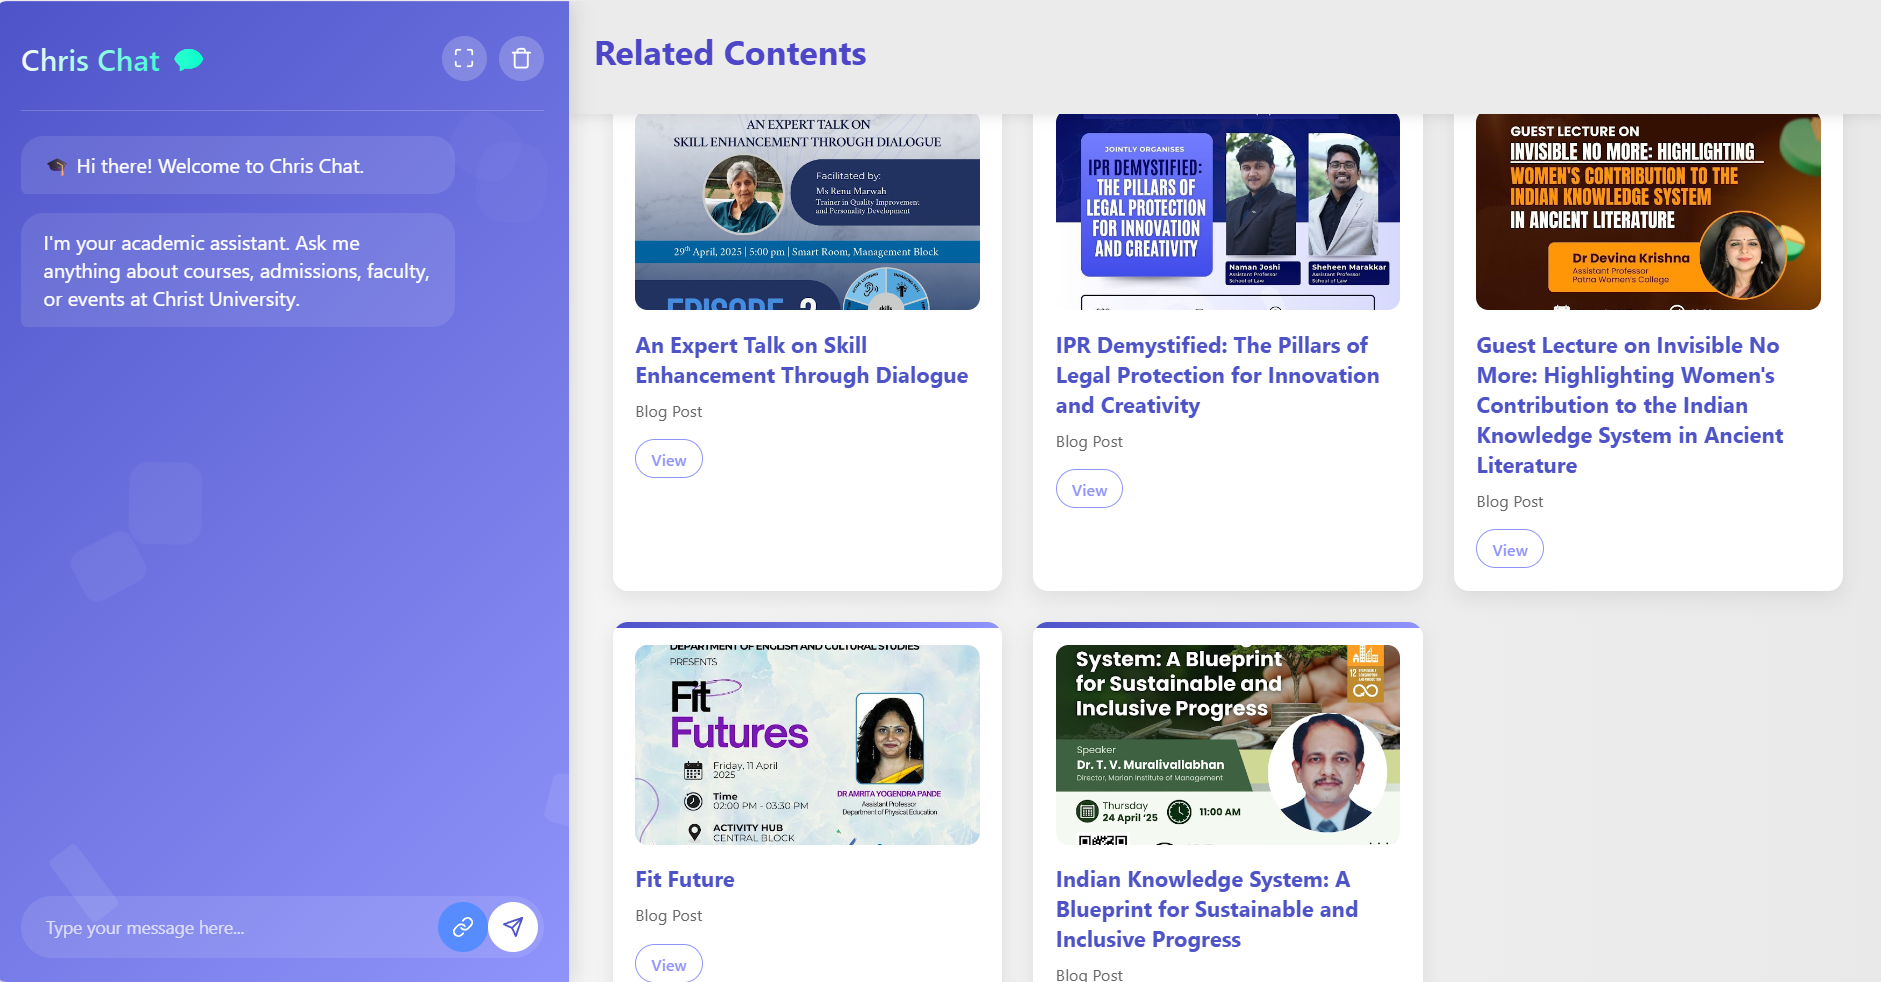 Chris Chat
Hi there! Welcome to Chris Chat.
I'm your academic assistant. Ask me
anything about courses, admissions, faculty,
or events at Christ University.
Type your message here...
Related Contents
AN EXPERT TALK ON
SKILL ENHANCEMENT THROUGH DIALOGUE
Facilitated by:
Ms Renu Marwah
Trainer in Quality Improvement
and Personality Development
29th April, 2025 | 5:00 pm | Smart Room, Management Block
EPISODE 2
skills
An Expert Talk on Skill
Enhancement Through Dialogue
Blog Post
View
JOINTLY ORGANISES
IPR DEMYSTIFIED:
THE PILLARS OF
LEGAL PROTECTION
FOR INNOVATION
AND CREATIVITY
Naman Joshi
Assistant Professor
School of Law
Sheheen Marakkar
Assistant Professor
School of Law
IPR Demystified: The Pillars of
Legal Protection for Innovation
and Creativity
Blog Post
View
GUEST LECTURE ON
INVISIBLE NO MORE: HIGHLIGHTING
WOMEN'S CONTRIBUTION TO THE
INDIAN KNOWLEDGE SYSTEM
IN ANCIENT LITERATURE
Dr Devina Krishna
Assistant Professor
Patna Women's College
Guest Lecture on Invisible No
More: Highlighting Women's
Contribution to the Indian
Knowledge System in Ancient
Literature
Blog Post
View
DEPARTMENT OF ENGLISH AND CULTURAL STUDIES
PRESENTS
Fit
Futures
Friday, 11 April
2025
Time
02:00 PM - 03:30 PM
ACTIVITY HUB
CENTRAL BLOCK
DR AMRITA YOGENDRA PANDE
Assistant Professor
Department of Physical Education
Fit Future
Blog Post
View
System: A Blueprint
for Sustainable and
Inclusive Progress
12
Speaker
Dr. T. V. Muralivallabhan
Director, Marian Institute of Management
Thursday
24 April '25
11:00 AM
Indian Knowledge System: A
Blueprint for Sustainable and
Inclusive Progress
Blog Post